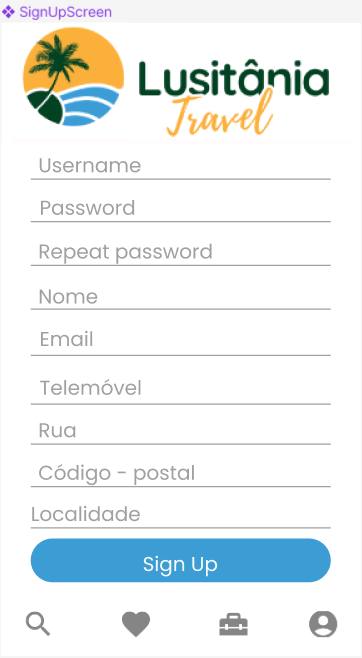 SignUpScreen
Lusitânia
Travel
Username
Password
Repeat password
Nome
Email
Telemóvel
Rua
Código - postal
Localidade
Sign Up